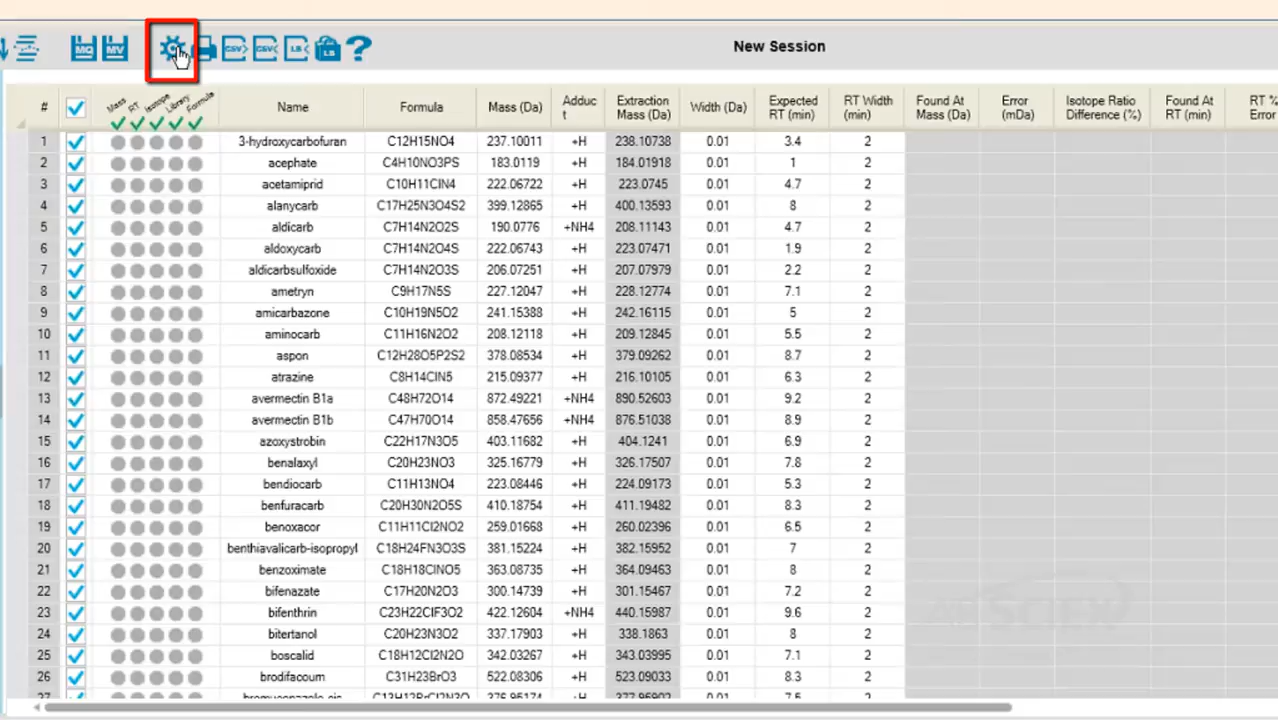 New Session
MQ MV CSV> CSV< LB< LB ?
# Mass RT Isotope Library Formula Name Formula Mass (Da) Adduc t Extraction Mass (Da) Width (Da) Expected RT (min) RT Width (min) Found At Mass (Da) Error (mDa) Isotope Ratio Difference (%) Found At RT (min) RT % Error
1 3-hydroxycarbofuran C12H15NO4 237.10011 +H 238.10738 0.01 3.4 2
2 acephate C4H10NO3PS 183.0119 +H 184.01918 0.01 1 2
3 acetamiprid C10H11ClN4 222.06722 +H 223.0745 0.01 4.7 2
4 alanycarb C17H25N3O4S2 399.12865 +H 400.13593 0.01 8 2
5 aldicarb C7H14N2O2S 190.0776 +NH4 208.11143 0.01 4.7 2
6 aldoxycarb C7H14N2O4S 222.06743 +H 223.07471 0.01 1.9 2
7 aldicarbsulfoxide C7H14N2O3S 206.07251 +H 207.07979 0.01 2.2 2
8 ametryn C9H17N5S 227.12047 +H 228.12774 0.01 7.1 2
9 amicarbazone C10H19N5O2 241.15388 +H 242.16115 0.01 5 2
10 aminocarb C11H16N2O2 208.12118 +H 209.12845 0.01 5.5 2
11 aspon C12H28O5P2S2 378.08534 +H 379.09262 0.01 8.7 2
12 atrazine C8H14ClN5 215.09377 +H 216.10105 0.01 6.3 2
13 avermectin B1a C48H72O14 872.49221 +NH4 890.52603 0.01 9.2 2
14 avermectin B1b C47H70O14 858.47656 +NH4 876.51038 0.01 8.9 2
15 azoxystrobin C22H17N3O5 403.11682 +H 404.1241 0.01 6.9 2
16 benalaxyl C20H23NO3 325.16779 +H 326.17507 0.01 7.8 2
17 bendiocarb C11H13NO4 223.08446 +H 224.09173 0.01 5.3 2
18 benfuracarb C20H30N2O5S 410.18754 +H 411.19482 0.01 8.3 2
19 benoxacor C11H11Cl2NO2 259.01668 +H 260.02396 0.01 6.5 2
20 benthiavalicarb-isopropyl C18H24FN3O3S 381.15224 +H 382.15952 0.01 7 2
21 benzoximate C18H18ClNO5 363.08735 +H 364.09463 0.01 8 2
22 bifenazate C17H20N2O3 300.14739 +H 301.15467 0.01 7.2 2
23 bifenthrin C23H22ClF3O2 422.12604 +NH4 440.15987 0.01 9.6 2
24 bitertanol C20H23N3O2 337.17903 +H 338.1863 0.01 8 2
25 boscalid C18H12Cl2N2O 342.03267 +H 343.03995 0.01 7.1 2
26 brodifacoum C31H23BrO3 522.08306 +H 523.09033 0.01 8.3 2
27 +H 0.01 7.5 2
AB SCIEX